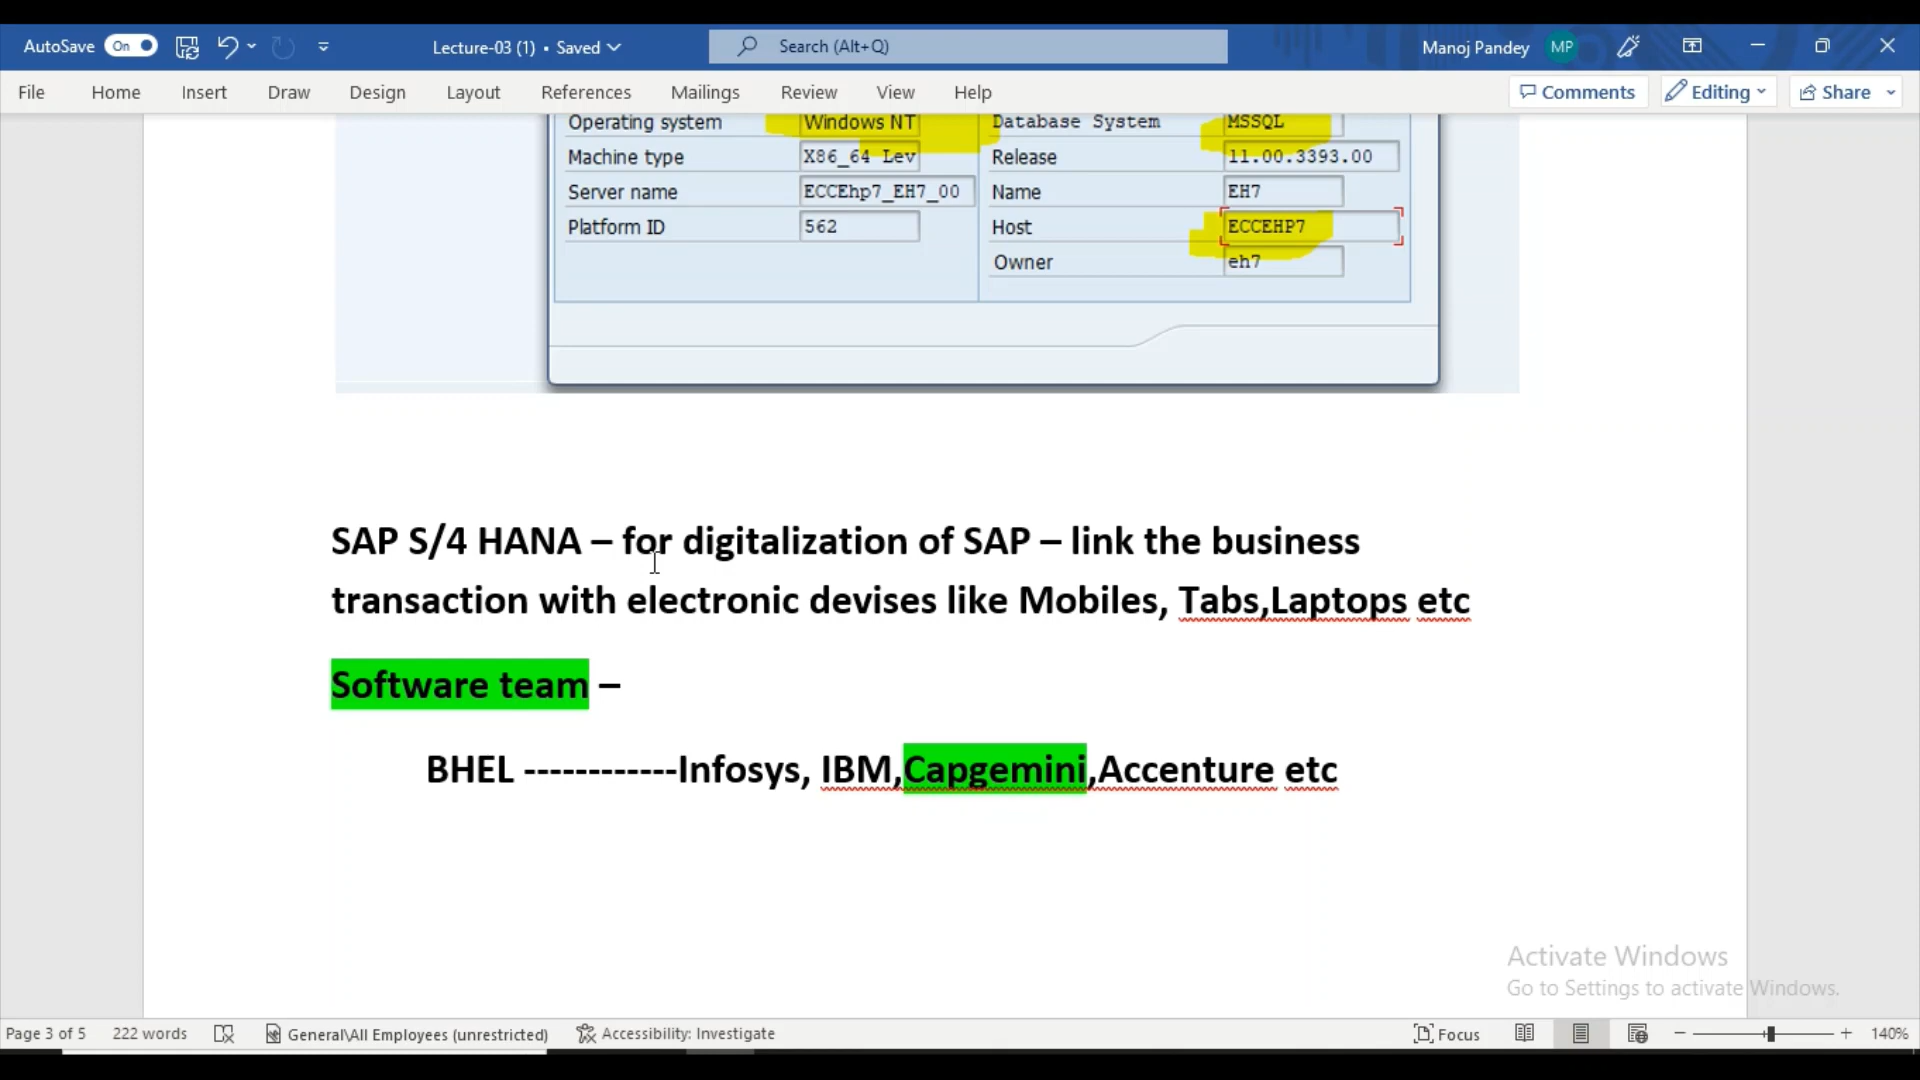 AutoSave On Lecture-03 (1) • Saved Search (Alt+Q) Manoj Pandey MP
File Home Insert Draw Design Layout References Mailings Review View Help Comments Editing Share
Operating system Windows NT Database System MSSQL
Machine type X86_64 Lev Release 11.00.3393.00
Server name ECCEhp7_EH7_00 Name EH7
Platform ID 562 Host ECCEHP7
Owner eh7
SAP S/4 HANA – for digitalization of SAP – link the business
transaction with electronic devises like Mobiles, Tabs,Laptops etc
Software team –
BHEL ------------Infosys, IBM,Capgemini,Accenture etc
Activate Windows
Go to Settings to activate Windows.
Page 3 of 5 222 words General\All Employees (unrestricted) Accessibility: Investigate Focus 140%